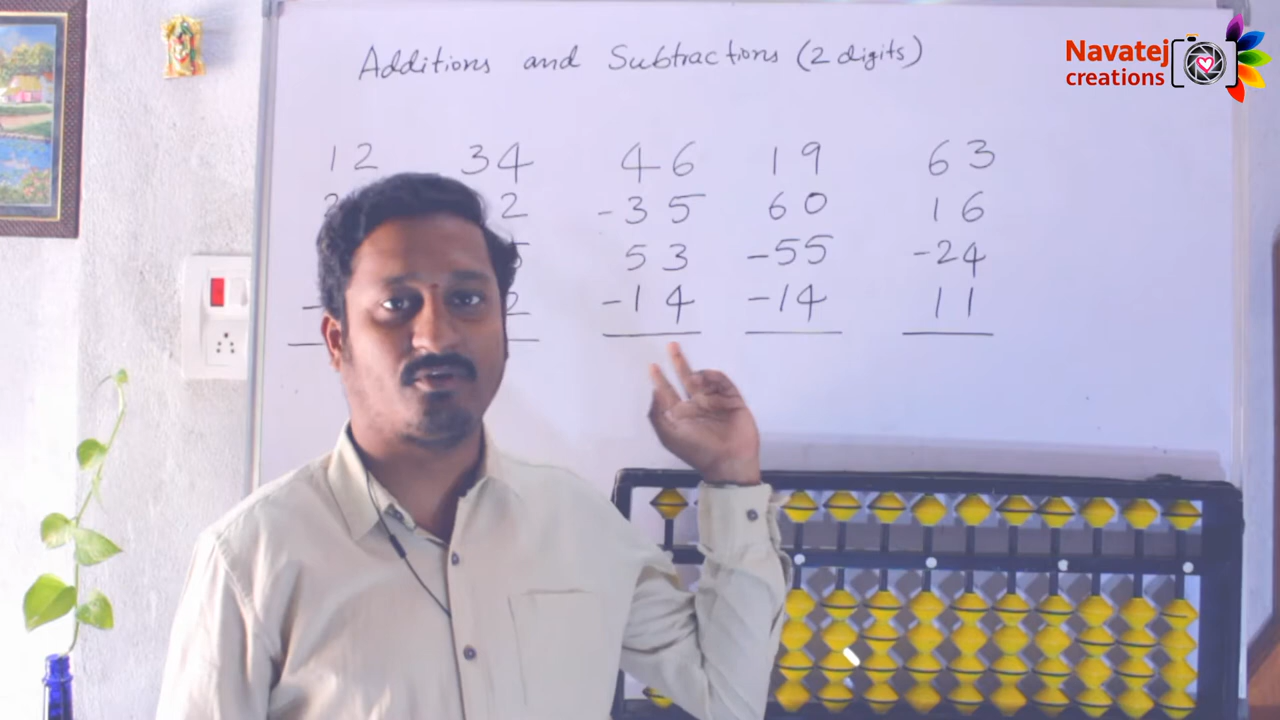 Additions and Subtractions (2 digits)
Navatej
creations
12 34 46 19 63
2 -35 60 16
53 -55 -24
-14 -14 11